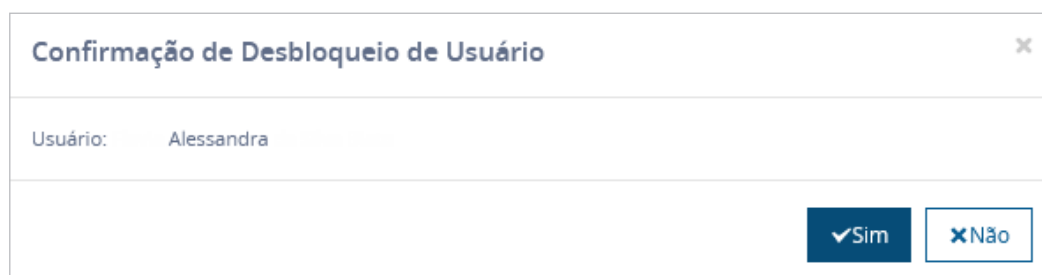 Confirmação de Desbloqueio de Usuário
Usuário: Alessandra
Sim Não